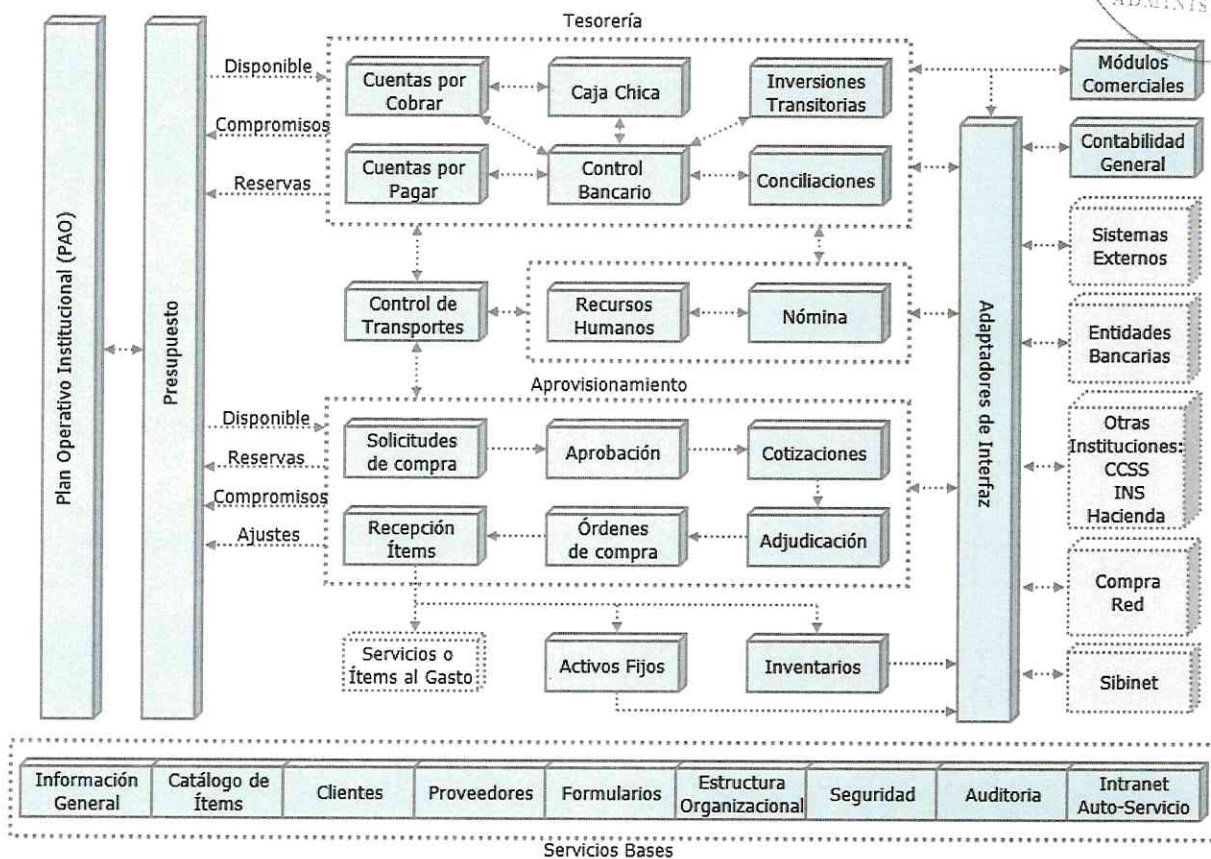 ADMINIS
Tesorería
Plan Operativo Institucional (PAO)
Presupuesto
Disponible
Compromisos
Reservas
Cuentas por
Cobrar
Caja Chica
Inversiones
Transitorias
Cuentas por
Pagar
Control
Bancario
Conciliaciones
Control de
Transportes
Recursos
Humanos
Nómina
Aprovisionamiento
Disponible
Reservas
Compromisos
Ajustes
Solicitudes
de compra
Aprobación
Cotizaciones
Recepción
Ítems
Órdenes
de compra
Adjudicación
Servicios o
Ítems al Gasto
Activos Fijos
Inventarios
Adaptadores de Interfaz
Módulos
Comerciales
Contabilidad
General
Sistemas
Externos
Entidades
Bancarias
Otras
Instituciones:
CCSS
INS
Hacienda
Compra
Red
Sibinet
Información
General
Catálogo de
Ítems
Clientes
Proveedores
Formularios
Estructura
Organizacional
Seguridad
Auditoria
Intranet
Auto-Servicio
Servicios Bases